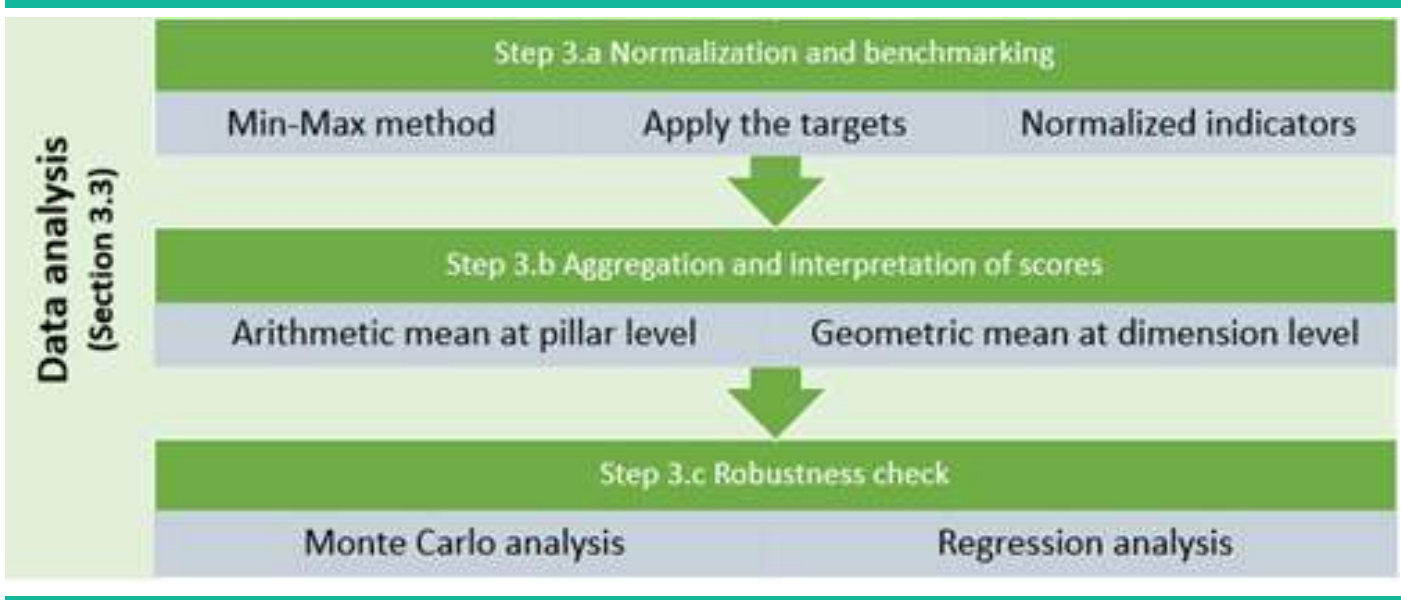 Data analysis
(Section 3.3)
Step 3.a Normalization and benchmarking
Min-Max method
Apply the targets
Normalized indicators
Step 3.b Aggregation and interpretation of scores
Arithmetic mean at pillar level
Geometric mean at dimension level
Step 3.c Robustness check
Monte Carlo analysis
Regression analysis